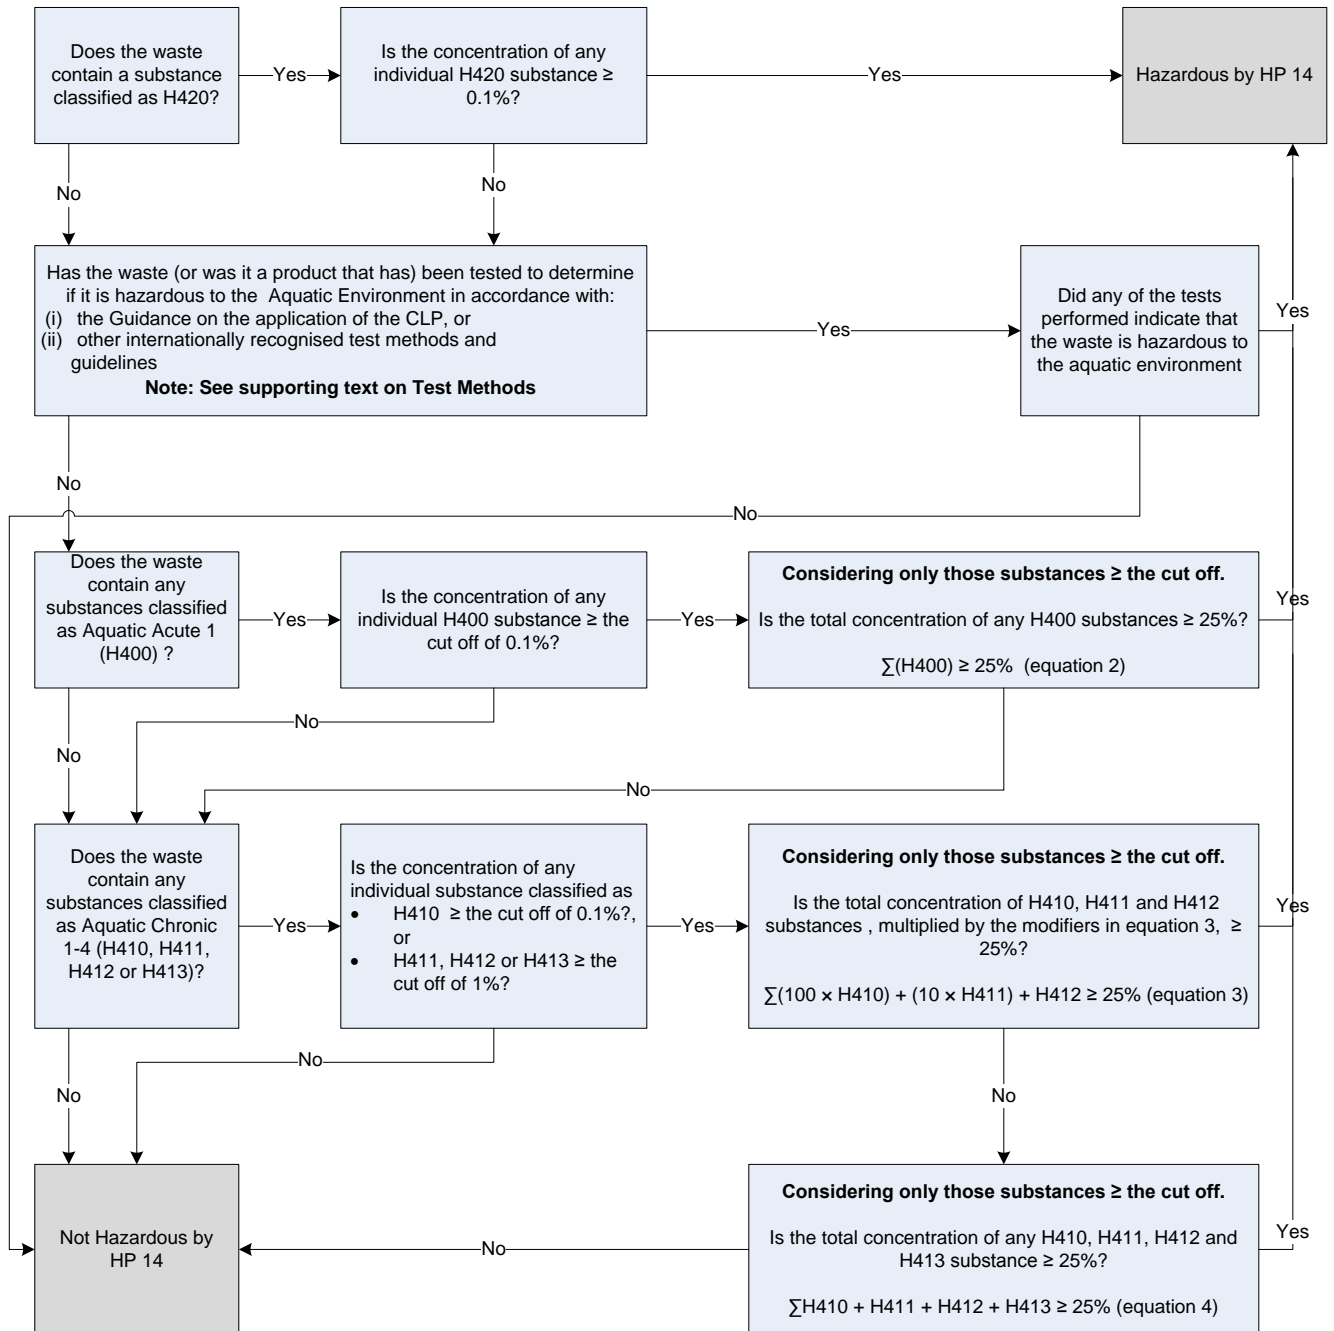 Does the waste
contain a substance
classified as H420?
Yes
Is the concentration of any
individual H420 substance ≥
0.1%?
Yes
Hazardous by HP 14
No
No
Has the waste (or was it a product that has) been tested to determine
if it is hazardous to the Aquatic Environment in accordance with:
(i) the Guidance on the application of the CLP, or
(ii) other internationally recognised test methods and
guidelines
Note: See supporting text on Test Methods
Yes
Did any of the tests
performed indicate that
the waste is hazardous to
the aquatic environment
Yes
No
No
Does the waste
contain any
substances classified
as Aquatic Acute 1
(H400) ?
Yes
Is the concentration of any
individual H400 substance ≥ the
cut off of 0.1%?
Yes
Considering only those substances ≥ the cut off.
Is the total concentration of any H400 substances ≥ 25%?
∑(H400) ≥ 25% (equation 2)
Yes
No
No
No
Does the waste
contain any
substances classified
as Aquatic Chronic
1-4 (H410, H411,
H412 or H413)?
Yes
Is the concentration of any
individual substance classified as
• H410 ≥ the cut off of 0.1%?,
or
• H411, H412 or H413 ≥ the
cut off of 1%?
Yes
Considering only those substances ≥ the cut off.
Is the total concentration of H410, H411 and H412
substances , multiplied by the modifiers in equation 3, ≥
25%?
∑(100 × H410) + (10 × H411) + H412 ≥ 25% (equation 3)
Yes
No
No
No
Not Hazardous by
HP 14
No
Considering only those substances ≥ the cut off.
Is the total concentration of any H410, H411, H412 and
H413 substance ≥ 25%?
∑H410 + H411 + H412 + H413 ≥ 25% (equation 4)
Yes